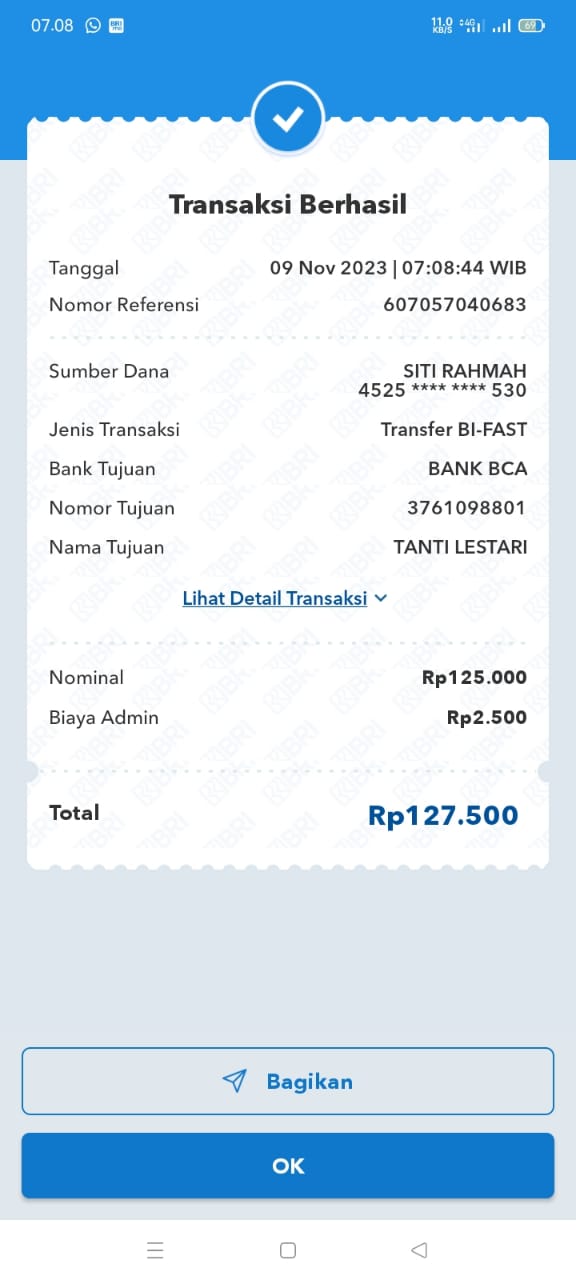 07.08 BRI mo 11.0 KB/S 4G 69
Transaksi Berhasil
Tanggal 09 Nov 2023 | 07:08:44 WIB
Nomor Referensi 607057040683
Sumber Dana SITI RAHMAH
4525 **** **** 530
Jenis Transaksi Transfer BI-FAST
Bank Tujuan BANK BCA
Nomor Tujuan 3761098801
Nama Tujuan TANTI LESTARI
Lihat Detail Transaksi
Nominal Rp125.000
Biaya Admin Rp2.500
Total Rp127.500
Bagikan
OK